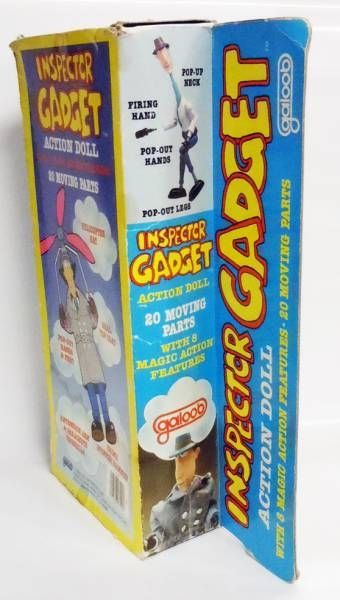 INSPECTOR
GADGET
ACTION DOLL
20 MOVING PARTS
HELICOPTER
HAT
POP-UP
NECK
FIRING
HAND
POP-OUT
HANDS
POP-OUT LEGS
INSPECTOR
GADGET
ACTION DOLL
20 MOVING
PARTS
WITH 8
MAGIC ACTION
FEATURES
galoob
INSPECTOR GADGET
galoob
ACTION DOLL
WITH 8 MAGIC ACTION FEATURES · 20 MOVING PARTS